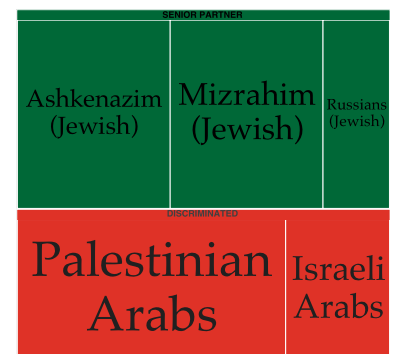 SENIOR PARTNER
Ashkenazim
(Jewish)
Mizrahim
(Jewish)
Russians
(Jewish)
DISCRIMINATED
Palestinian
Arabs
Israeli
Arabs